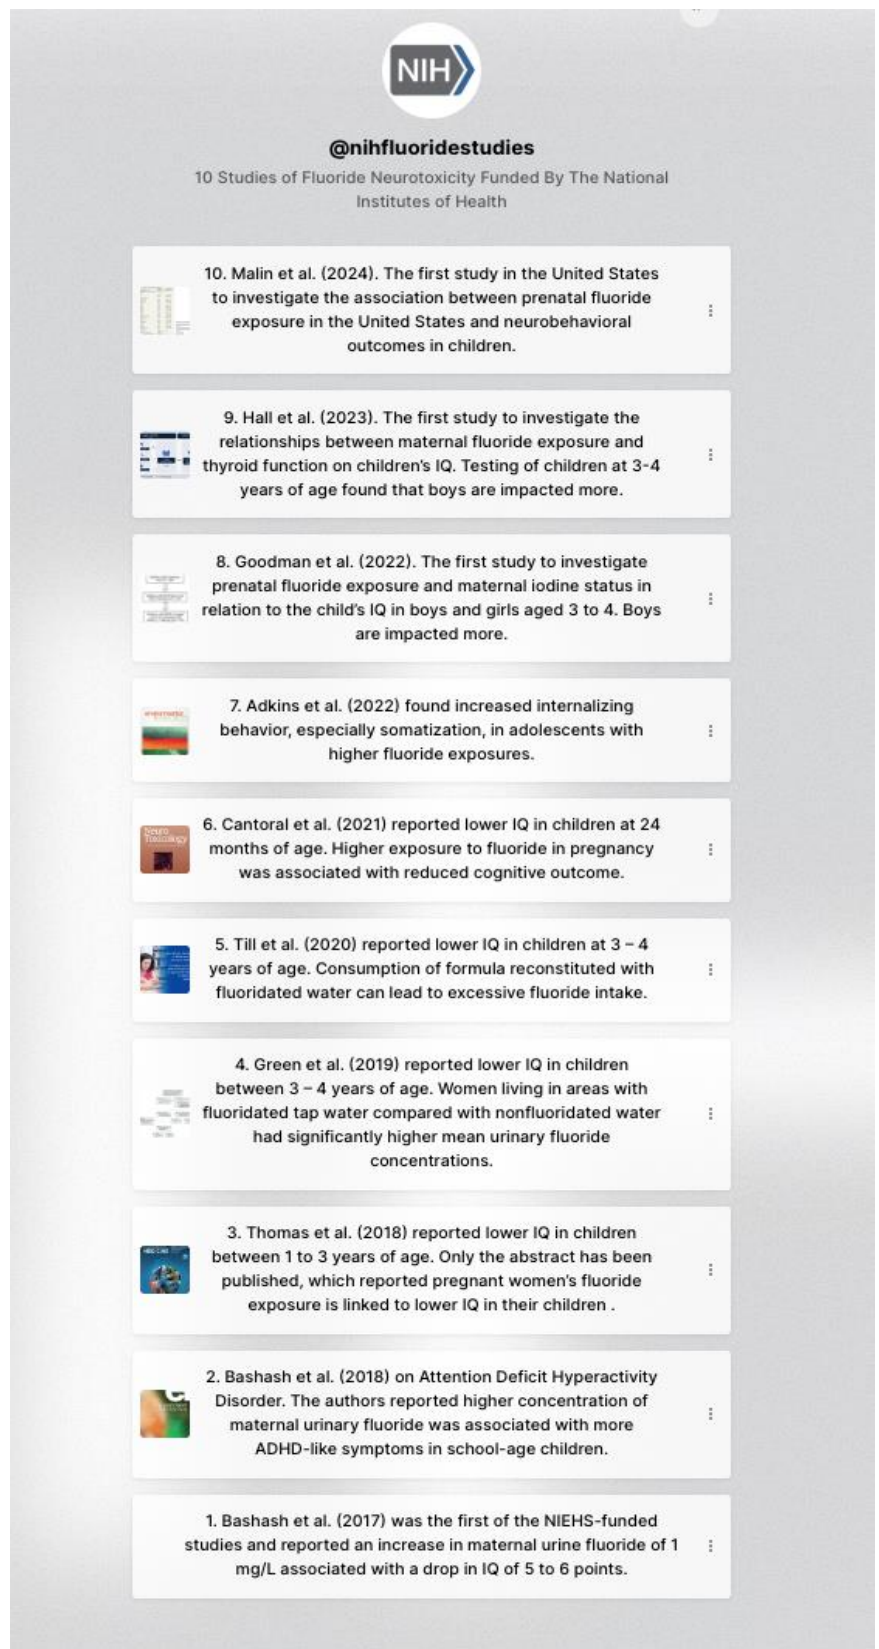 NIH
@nihfluoridestudies
10 Studies of Fluoride Neurotoxicity Funded By The National
Institutes of Health
10. Malin et al. (2024). The first study in the United States
to investigate the association between prenatal fluoride
exposure in the United States and neurobehavioral
outcomes in children.
9. Hall et al. (2023). The first study to investigate the
relationships between maternal fluoride exposure and
thyroid function on children's IQ. Testing of children at 3-4
years of age found that boys are impacted more.
8. Goodman et al. (2022). The first study to investigate
prenatal fluoride exposure and maternal iodine status in
relation to the child's IQ in boys and girls aged 3 to 4. Boys
are impacted more.
7. Adkins et al. (2022) found increased internalizing
behavior, especially somatization, in adolescents with
higher fluoride exposures.
Neuro
Toxicology
6. Cantoral et al. (2021) reported lower IQ in children at 24
months of age. Higher exposure to fluoride in pregnancy
was associated with reduced cognitive outcome.
5. Till et al. (2020) reported lower IQ in children at 3 – 4
years of age. Consumption of formula reconstituted with
fluoridated water can lead to excessive fluoride intake.
4. Green et al. (2019) reported lower IQ in children
between 3 – 4 years of age. Women living in areas with
fluoridated tap water compared with nonfluoridated water
had significantly higher mean urinary fluoride
concentrations.
3. Thomas et al. (2018) reported lower IQ in children
between 1 to 3 years of age. Only the abstract has been
published, which reported pregnant women's fluoride
exposure is linked to lower IQ in their children .
2. Bashash et al. (2018) on Attention Deficit Hyperactivity
Disorder. The authors reported higher concentration of
maternal urinary fluoride was associated with more
ADHD-like symptoms in school-age children.
1. Bashash et al. (2017) was the first of the NIEHS-funded
studies and reported an increase in maternal urine fluoride of 1
mg/L associated with a drop in IQ of 5 to 6 points.